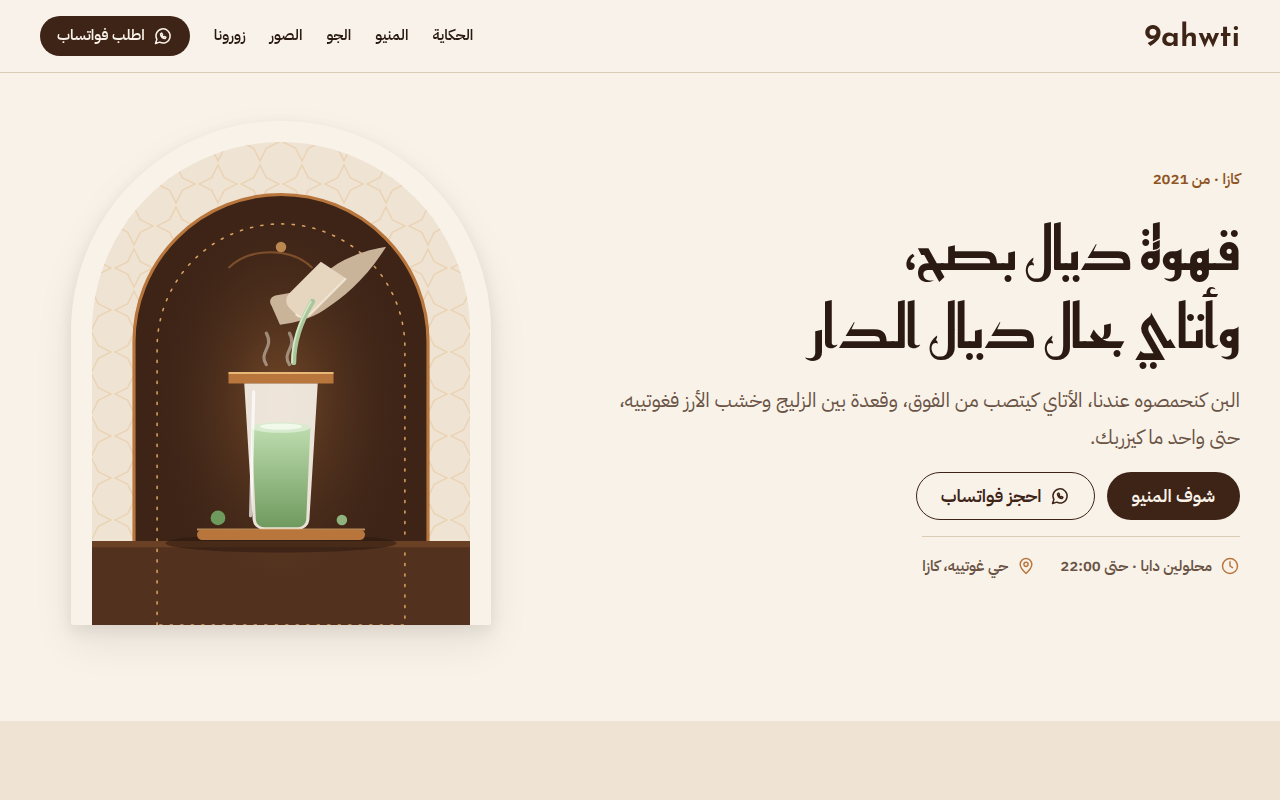 9ahwti
الحكاية
المنيو
الجو
الصور
زورونا
اطلب فواتساب
كازا · من 2021
قهوة ديال بصح،
وأتاي بحال ديال الدار
البن كنحمصوه عندنا، الأتاي كيتصب من الفوق، وقعدة بين الزليج وخشب الأرز فغوتييه،
حتى واحد ما كيزربك.
شوف المنيو
احجز فواتساب
محلولين دابا · حتى 22:00
حي غوتييه، كازا